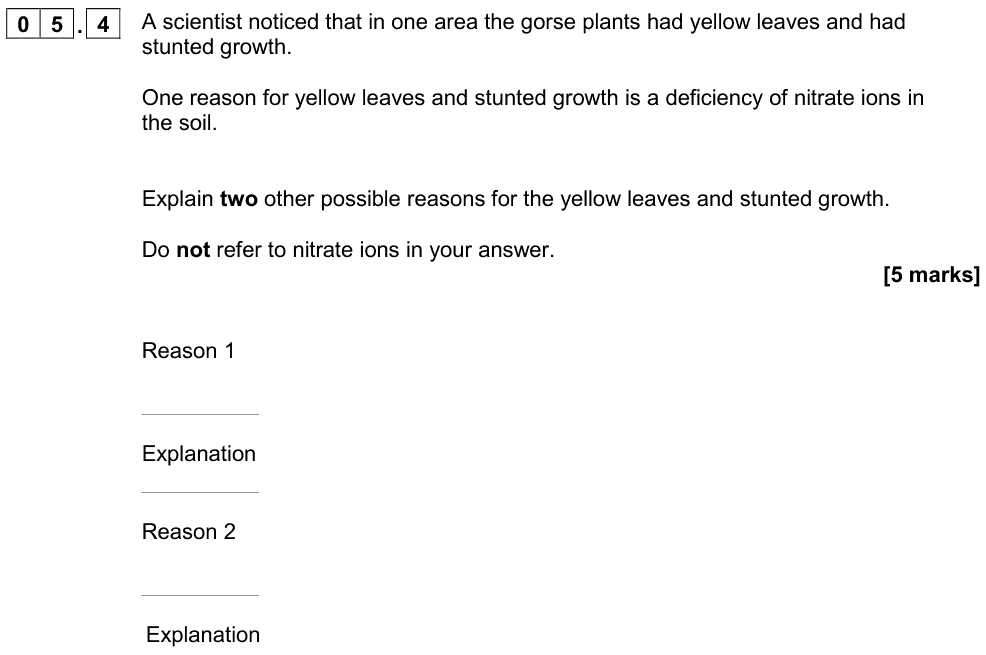 0 5 . 4 A scientist noticed that in one area the gorse plants had yellow leaves and had
stunted growth.
One reason for yellow leaves and stunted growth is a deficiency of nitrate ions in
the soil.
Explain two other possible reasons for the yellow leaves and stunted growth.
Do not refer to nitrate ions in your answer.
[5 marks]
Reason 1
Explanation
Reason 2
Explanation